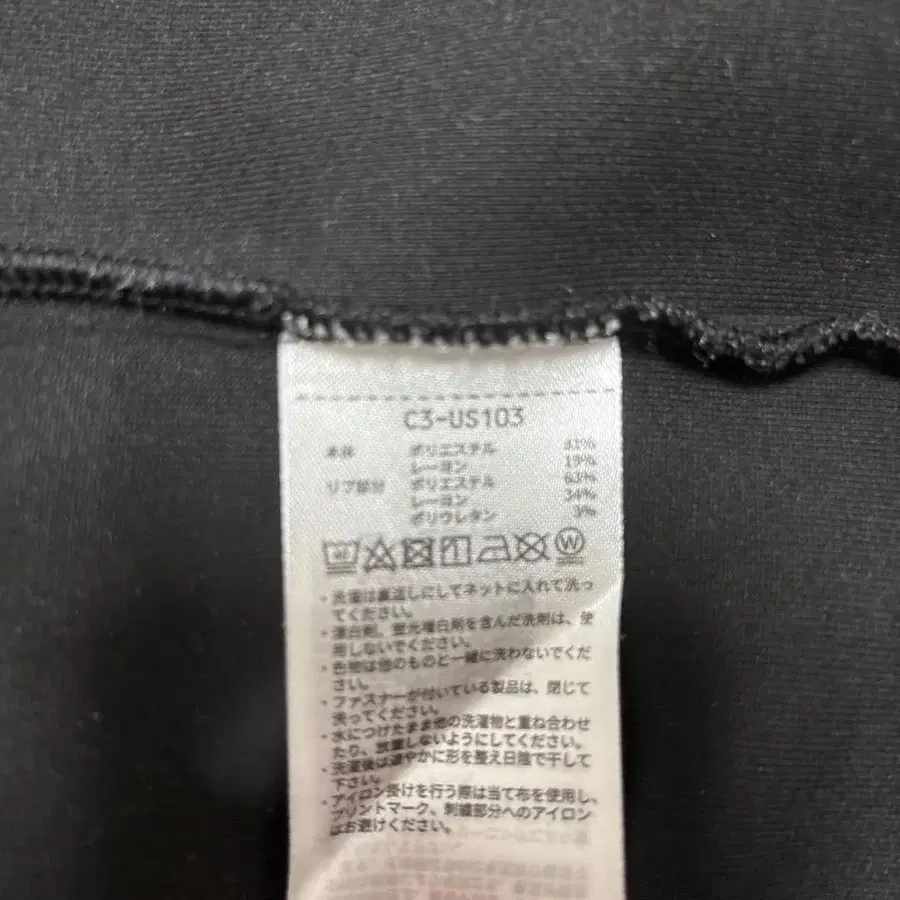 C3-US103
本体 ポリエステル 81%
レーヨン 19%
リブ部分 ポリエステル 63%
レーヨン 34%
ポリウレタン 3%
W
・洗濯は裏返しにしてネットに入れて洗っ
てください。
・漂白剤、蛍光増白剤を含んだ洗剤は、使
用しないでください。
・色物は他のものと一緒に洗わないでくだ
さい。
・ファスナーが付いている製品は、閉じて
洗ってください。
・水につけたまま他の洗濯物と重ね合わせ
たり、放置しないようにしてください。
・洗濯後は速やかに形を整え日陰で干して
下さい。
・アイロン掛けを行う際は当て布を使用し、
プリントマーク、刺繍部分へのアイロン
はお避けください。